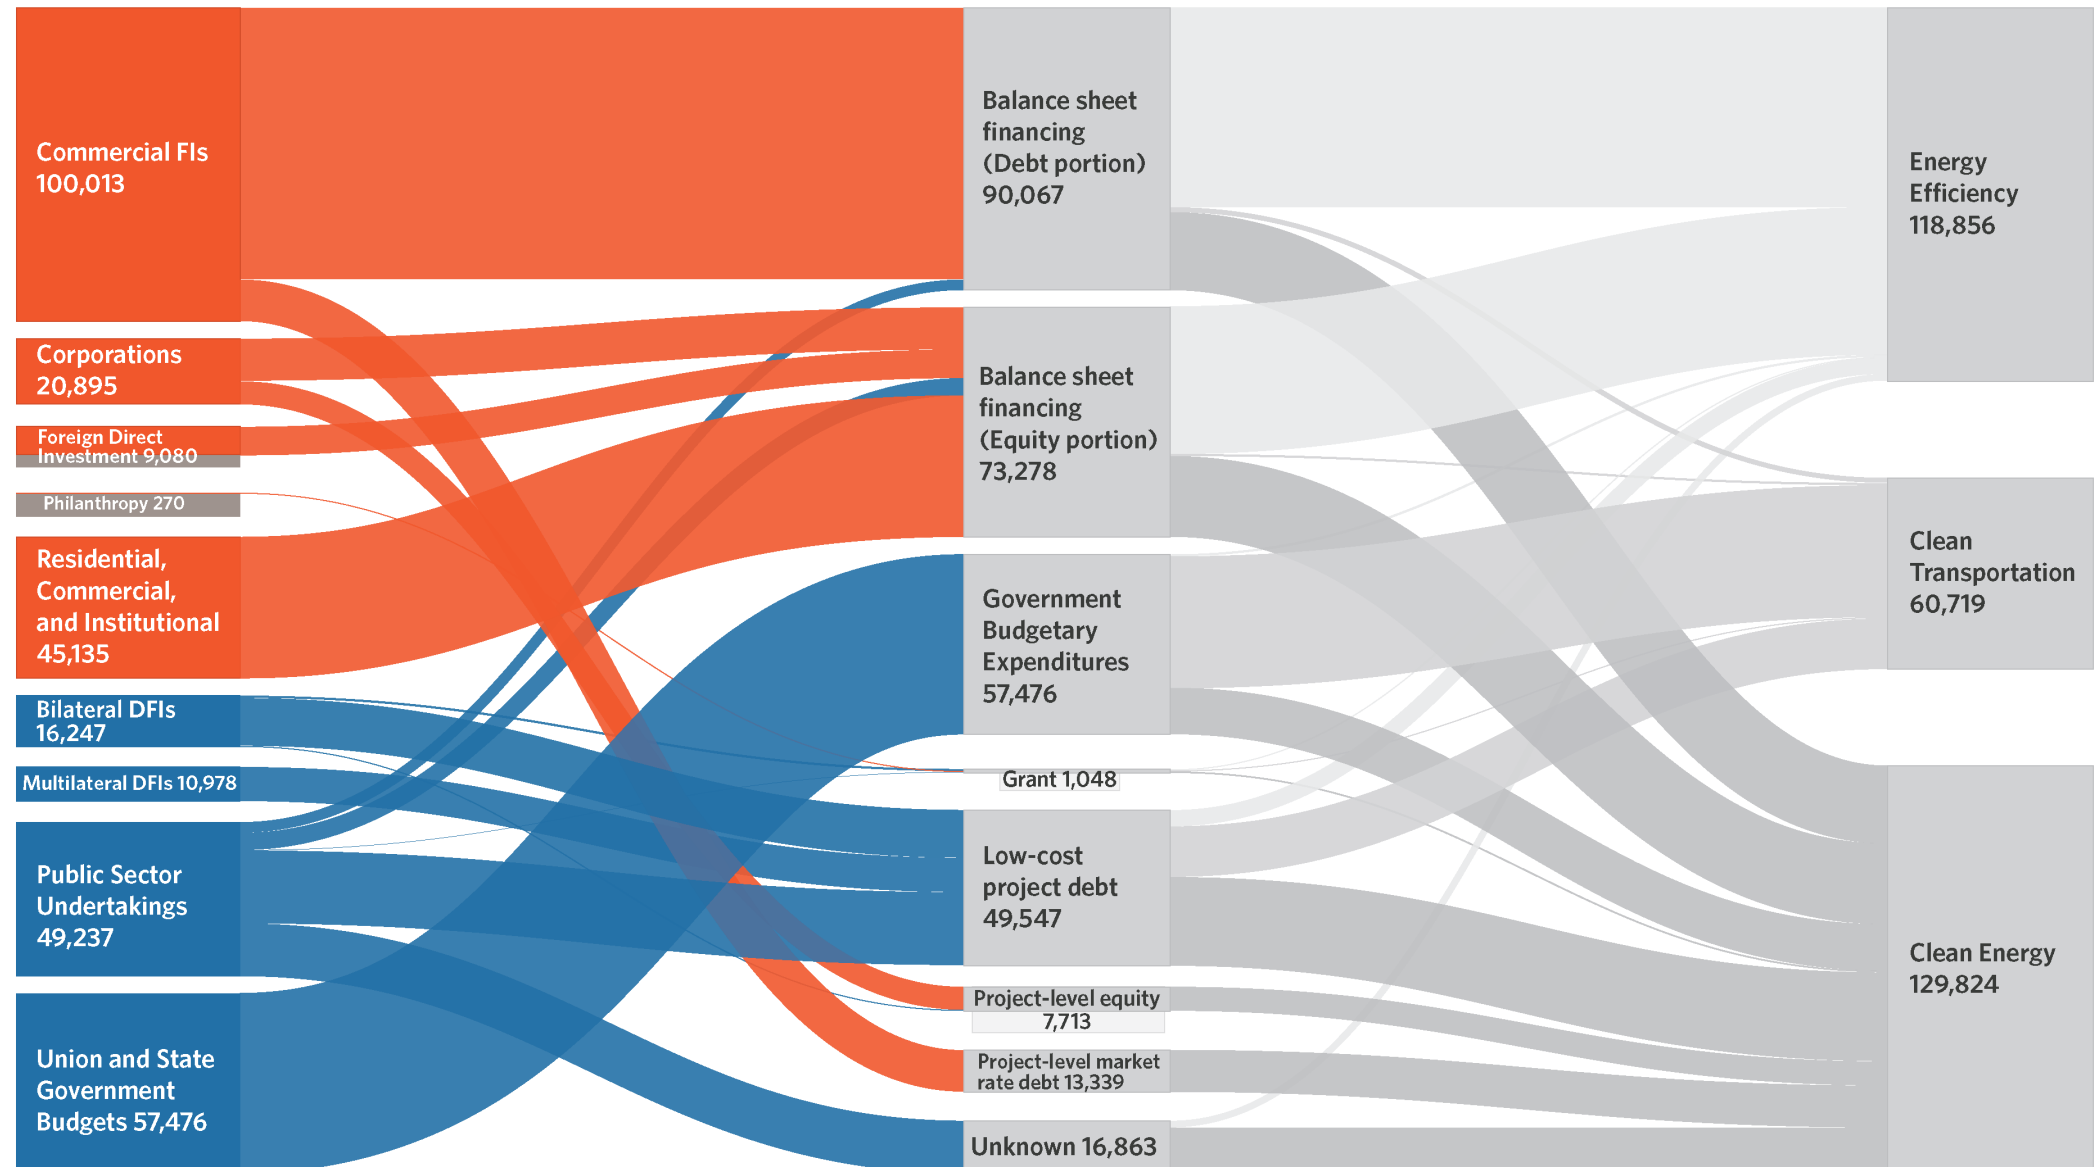 Commercial FIs
100,013
Corporations
20,895
Foreign Direct
Investment 9,080
Philanthropy 270
Residential,
Commercial,
and Institutional
45,135
Bilateral DFIs
16,247
Multilateral DFIs 10,978
Public Sector
Undertakings
49,237
Union and State
Government
Budgets 57,476
Balance sheet
financing
(Debt portion)
90,067
Balance sheet
financing
(Equity portion)
73,278
Government
Budgetary
Expenditures
57,476
Grant 1,048
Low-cost
project debt
49,547
Project-level equity
7,713
Project-level market
rate debt 13,339
Unknown 16,863
Energy
Efficiency
118,856
Clean
Transportation
60,719
Clean Energy
129,824